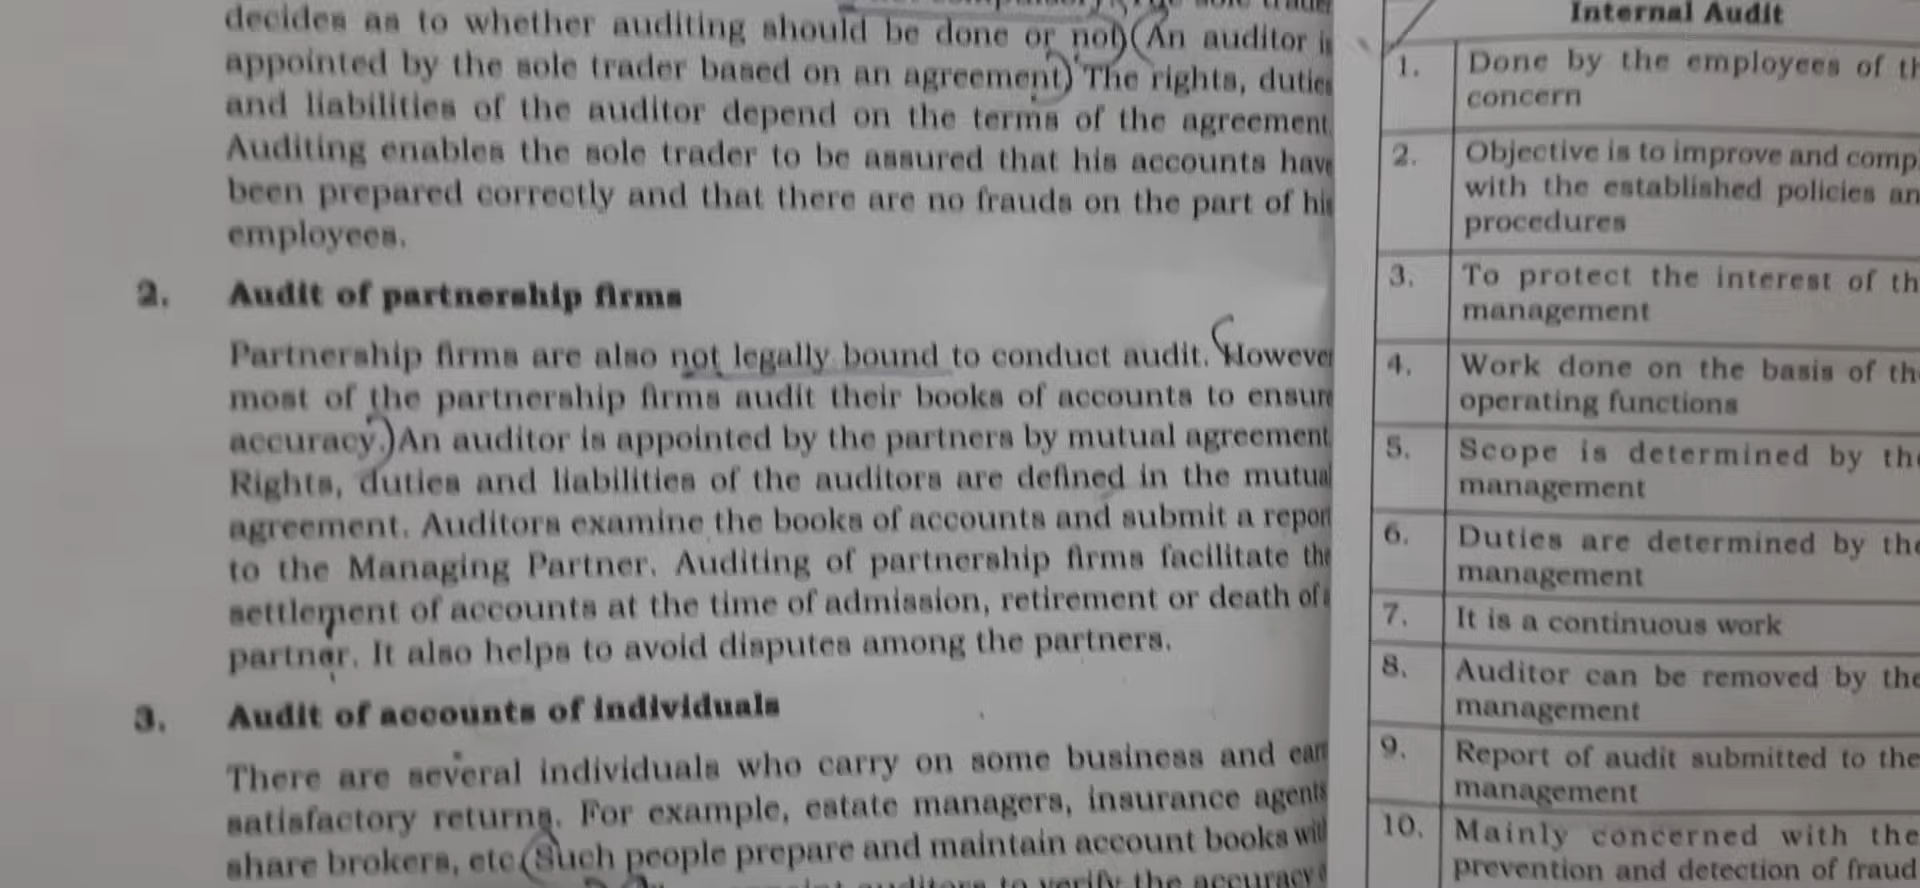 decides as to whether auditing should be done or not) (An auditor is
appointed by the sole trader based on an agreement) The rights, duties
and liabilities of the auditor depend on the terms of the agreement.
Auditing enables the sole trader to be assured that his accounts have
been prepared correctly and that there are no frauds on the part of his
employees.
2. Audit of partnership firms
Partnership firms are also not legally bound to conduct audit. (However
most of the partnership firms audit their books of accounts to ensure
accuracy.) An auditor is appointed by the partners by mutual agreement.
Rights, duties and liabilities of the auditors are defined in the mutual
agreement. Auditors examine the books of accounts and submit a report
to the Managing Partner. Auditing of partnership firms facilitate the
settlement of accounts at the time of admission, retirement or death of a
partner. It also helps to avoid disputes among the partners.
3. Audit of accounts of individuals
There are several individuals who carry on some business and earn
satisfactory returns. For example, estate managers, insurance agents
share brokers, etc. (Such people prepare and maintain account books with
auditors to verify the accuracy
Internal Audit
1. Done by the employees of th
concern
2. Objective is to improve and comp
with the established policies an
procedures
3. To protect the interest of th
management
4. Work done on the basis of the
operating functions
5. Scope is determined by the
management
6. Duties are determined by the
management
7. It is a continuous work
8. Auditor can be removed by the
management
9. Report of audit submitted to the
management
10. Mainly concerned with the
prevention and detection of fraud